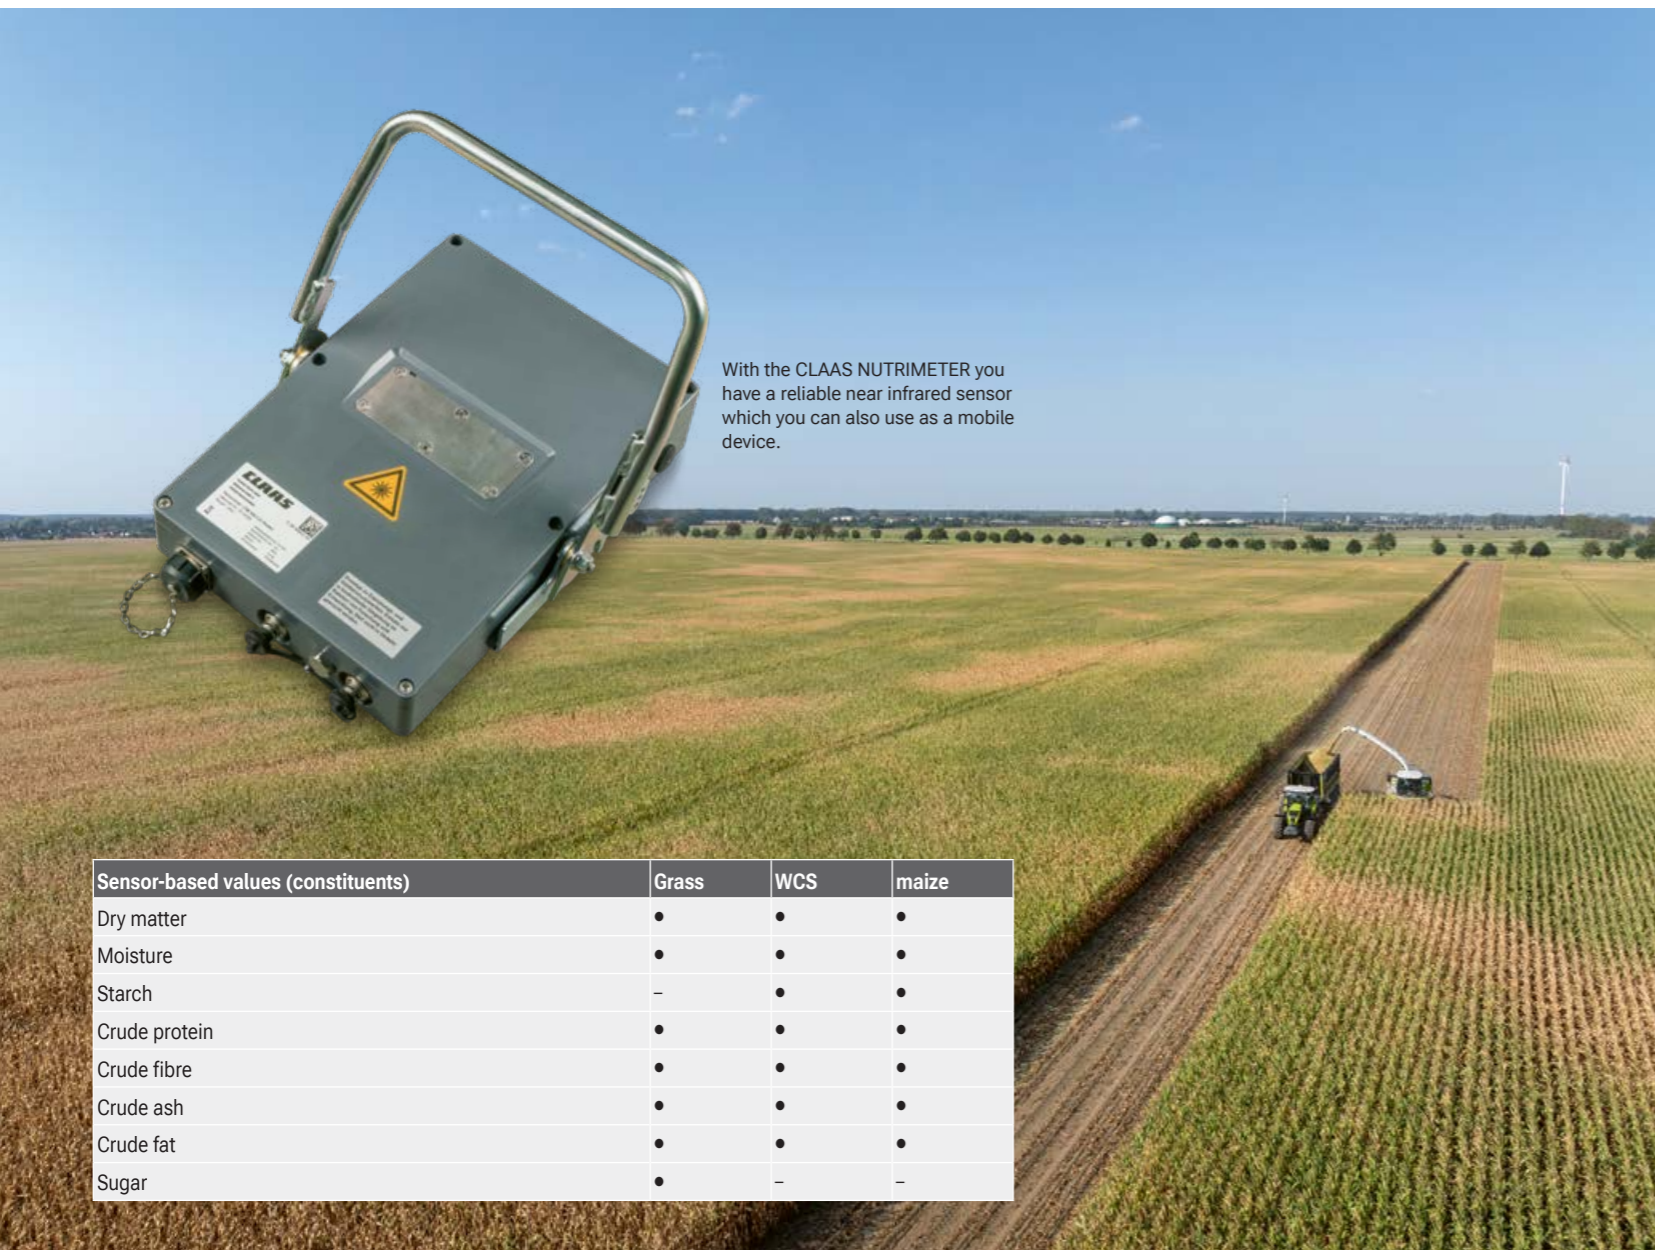 With the CLAAS NUTRIMETER you
have a reliable near infrared sensor
which you can also use as a mobile
device.
CLAAS
Sensor-based values (constituents) Grass WCS maize
Dry matter ● ● ●
Moisture ● ● ●
Starch – ● ●
Crude protein ● ● ●
Crude fibre ● ● ●
Crude ash ● ● ●
Crude fat ● ● ●
Sugar ● – –